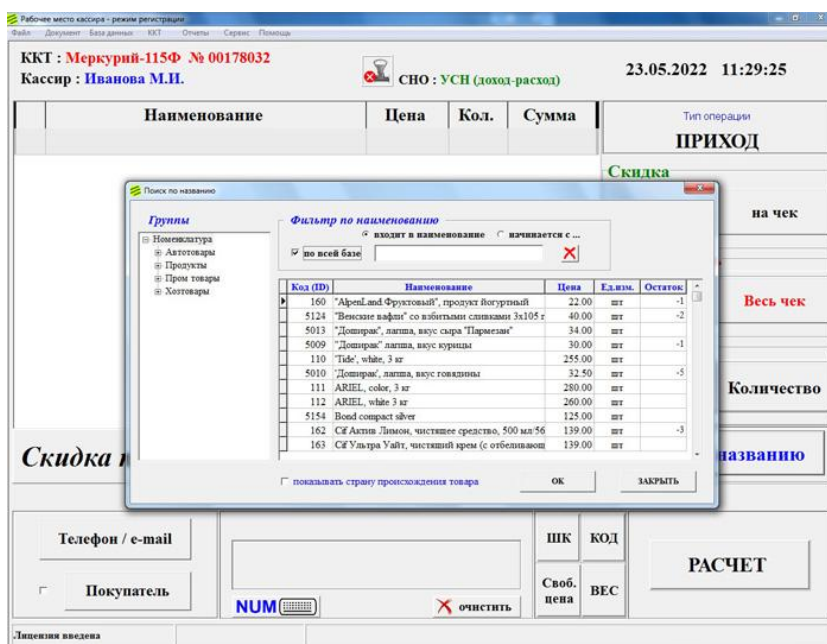 Рабочее место кассира - режим регистрации
Файл Документ База данных ККТ Отчеты Сервис Помощь
ККТ : Меркурий-115Ф № 00178032
Кассир : Иванова М.И.
СНО : УСН (доход-расход)
23.05.2022 11:29:25
Наименование Цена Кол. Сумма
Тип операции
ПРИХОД
Скидка
на чек
Весь чек
Количество
Поиск по названию
Группы
Номенклатура
Автотовары
Продукты
Пром товары
Хозтовары
Фильтр по наименованию
входит в наименование начинается с ...
по всей базе
Код (ID) Наименование Цена Ед.изм. Остаток
160 "AlpenLand Фруктовый", продукт йогуртный 22.00 шт -1
5124 "Венские вафли" со взбитыми сливками 3х105 г 40.00 шт -2
5013 "Доширак", лапша, вкус сыра "Пармезан" 34.00 шт
5009 "Доширак" лапша, вкус курицы 30.00 шт -1
110 'Tide', white, 3 кг 255.00 шт
5010 'Доширак', лапша, вкус говядины 32.50 шт -5
111 ARIEL, color, 3 кг 280.00 шт
112 ARIEL, white 3 кг 260.00 шт
5154 Bond compact silver 125.00 шт
162 Cif Актив Лимон, чистящее средство, 500 мл/56 139.00 шт -3
163 Cif Ультра Уайт, чистящий крем (с отбеливающ 139.00 шт
показывать страну происхождения товара
ОК
ЗАКРЫТЬ
Скидка
названию
Телефон / e-mail
Покупатель
NUM
очистить
ШК КОД
Своб. цена
ВЕС
РАСЧЕТ
Лицензия введена